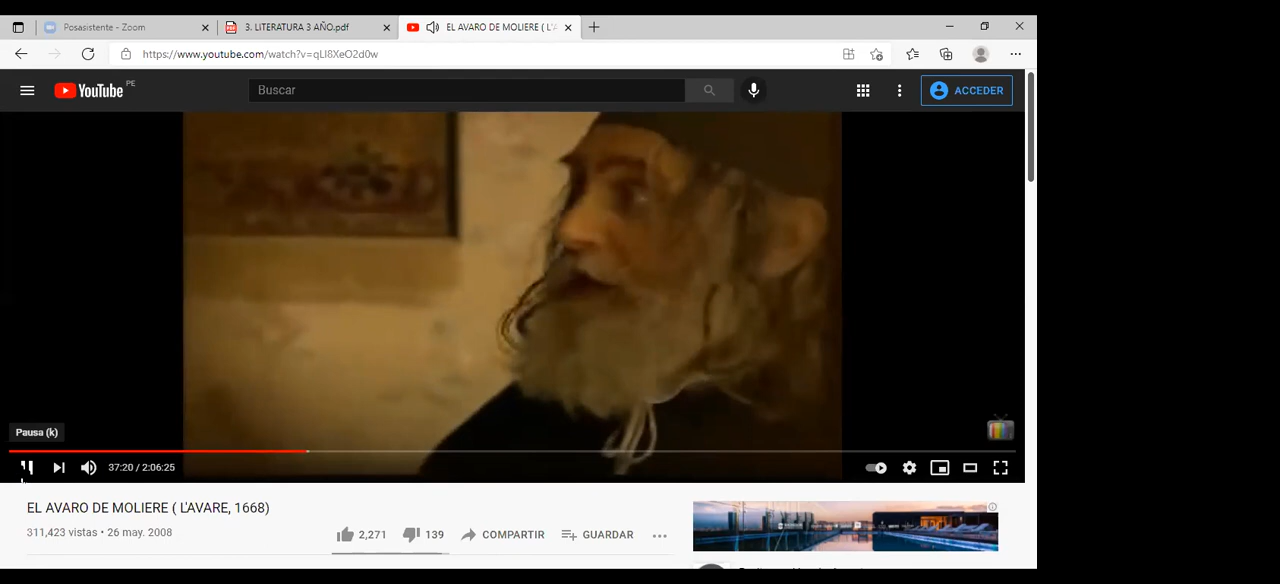 Posasistente - Zoom
3. LITERATURA 3 AÑO.pdf
EL AVARO DE MOLIERE ( L'A
https://www.youtube.com/watch?v=qLl8XeO2d0w
YouTube PE
Buscar
ACCEDER
Pausa (k)
37:20 / 2:06:25
EL AVARO DE MOLIERE ( L'AVARE, 1668)
311,423 vistas • 26 may. 2008
2,271
139
COMPARTIR
GUARDAR